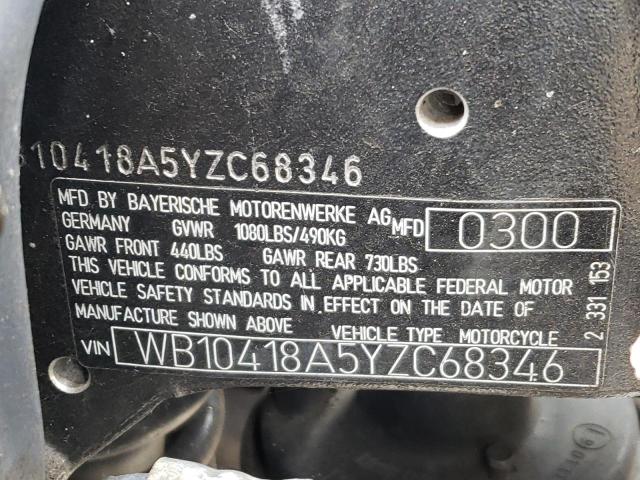 10418A5YZC68346
MFD BY BAYERISCHE MOTORENWERKE AG MFD 0300
GERMANY GVWR 1080LBS/490KG
GAWR FRONT 440LBS GAWR REAR 730LBS
THIS VEHICLE CONFORMS TO ALL APPLICABLE FEDERAL MOTOR
VEHICLE SAFETY STANDARDS IN EFFECT ON THE DATE OF
MANUFACTURE SHOWN ABOVE VEHICLE TYPE MOTORCYCLE
VIN WB10418A5YZC68346
2 331 153